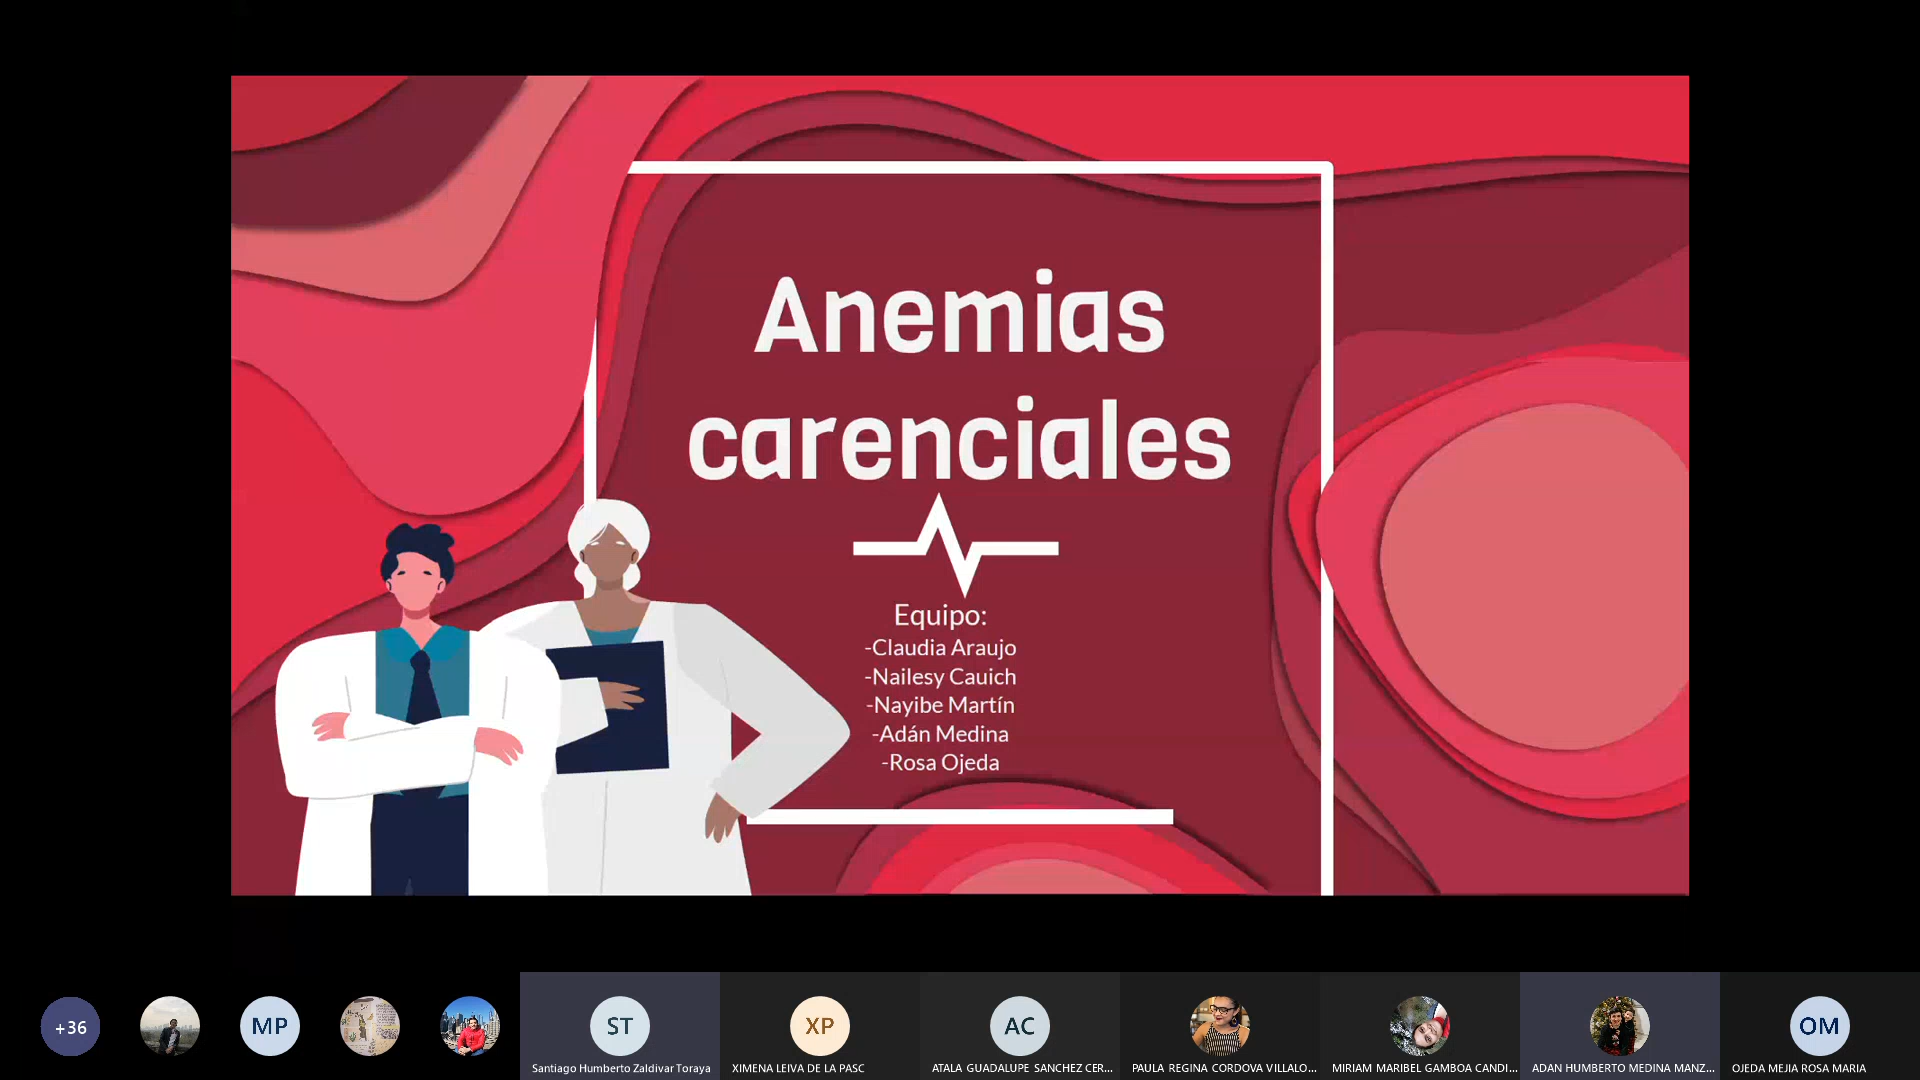 Anemias
carenciales
Equipo:
-Claudia Araujo
-Nailesy Cauich
-Nayibe Martín
-Adán Medina
-Rosa Ojeda
+36
MP
ST
XP
AC
OM
Santiago Humberto Zaldivar Toraya
XIMENA LEIVA DE LA PASC
ATALA GUADALUPE SANCHEZ CER...
PAULA REGINA CORDOVA VILLALO...
MIRIAM MARIBEL GAMBOA CANDI...
ADAN HUMBERTO MEDINA MANZ...
OJEDA MEJIA ROSA MARIA